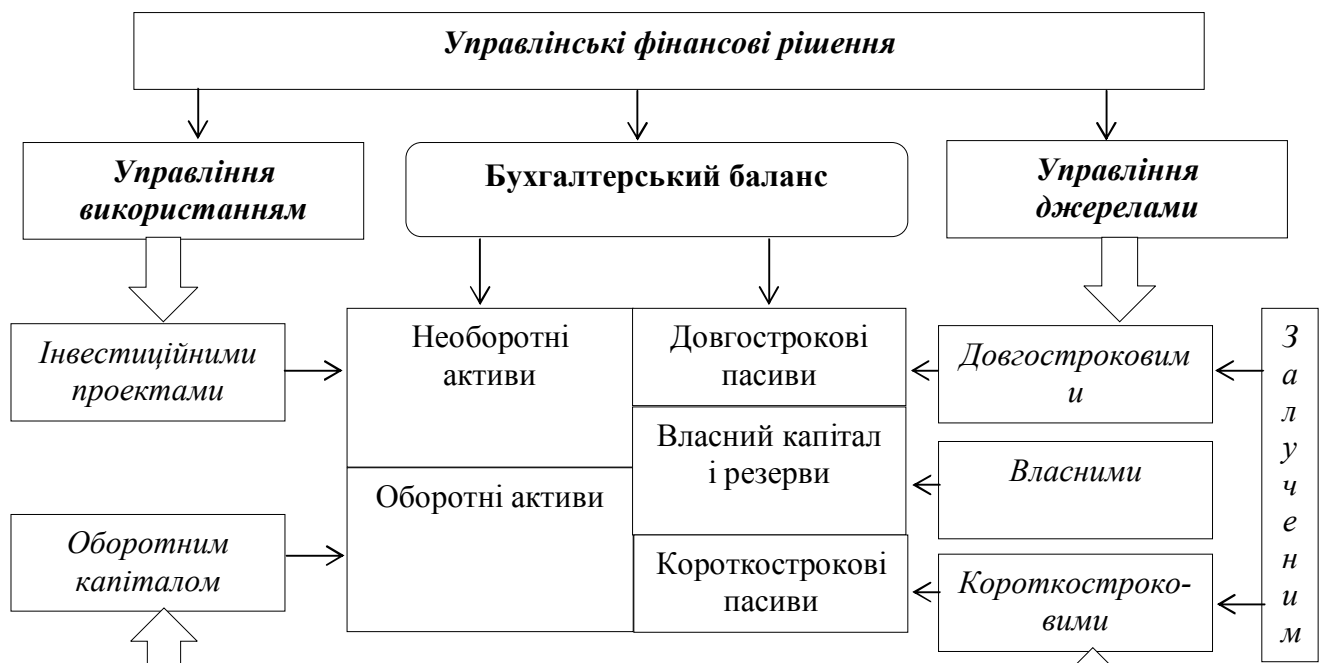 Управлінські фінансові рішення
Управління
використанням
Бухгалтерський баланс
Управління
джерелами
Інвестиційними
проектами
Необоротні
активи
Довгострокові
пасиви
Довгостроковим
и
Власний капітал
і резерви
Власними
Оборотні активи
Оборотним
капіталом
Короткострокові
пасиви
Короткостроко-
вими
З
а
л
у
ч
е
н
и
м